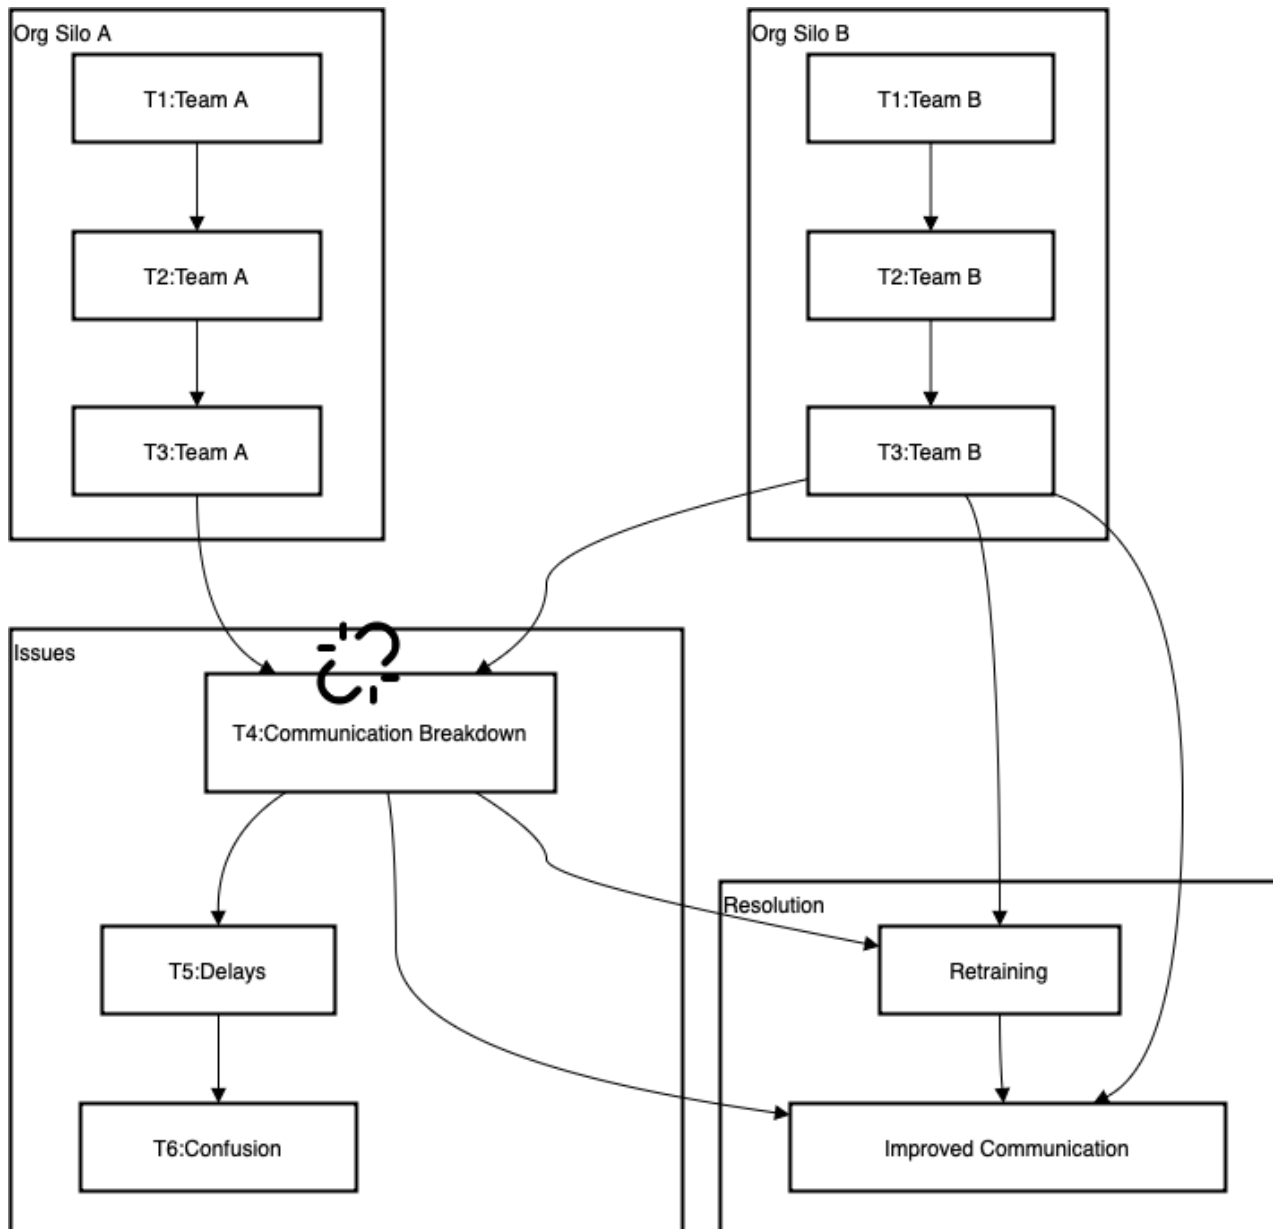 Org Silo A
T1:Team A
T2:Team A
T3:Team A
Org Silo B
T1:Team B
T2:Team B
T3:Team B
Issues
T4:Communication Breakdown
T5:Delays
T6:Confusion
Resolution
Retraining
Improved Communication